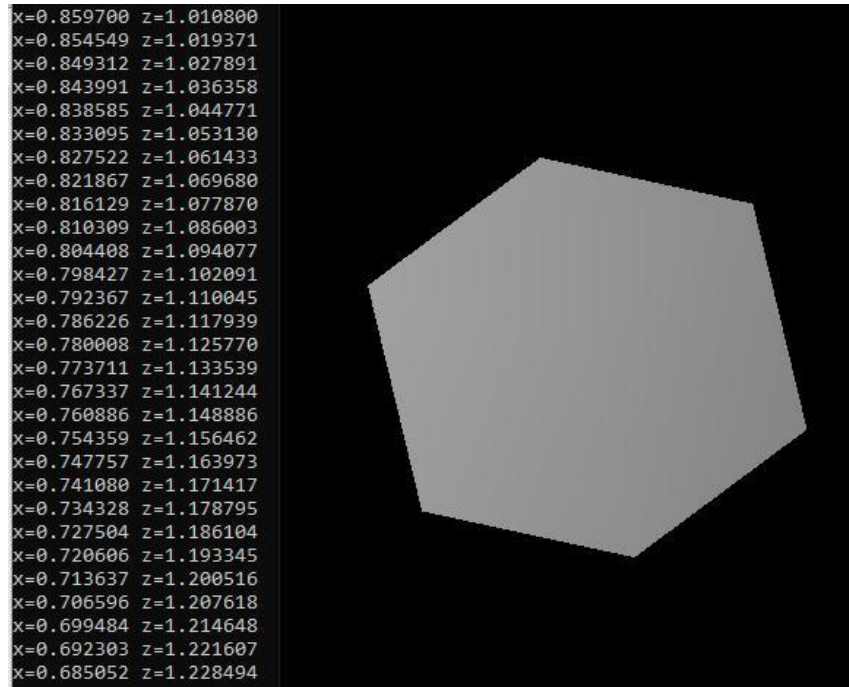 x=0.859700 z=1.010800
x=0.854549 z=1.019371
x=0.849312 z=1.027891
x=0.843991 z=1.036358
x=0.838585 z=1.044771
x=0.833095 z=1.053130
x=0.827522 z=1.061433
x=0.821867 z=1.069680
x=0.816129 z=1.077870
x=0.810309 z=1.086003
x=0.804408 z=1.094077
x=0.798427 z=1.102091
x=0.792367 z=1.110045
x=0.786226 z=1.117939
x=0.780008 z=1.125770
x=0.773711 z=1.133539
x=0.767337 z=1.141244
x=0.760886 z=1.148886
x=0.754359 z=1.156462
x=0.747757 z=1.163973
x=0.741080 z=1.171417
x=0.734328 z=1.178795
x=0.727504 z=1.186104
x=0.720606 z=1.193345
x=0.713637 z=1.200516
x=0.706596 z=1.207618
x=0.699484 z=1.214648
x=0.692303 z=1.221607
x=0.685052 z=1.228494